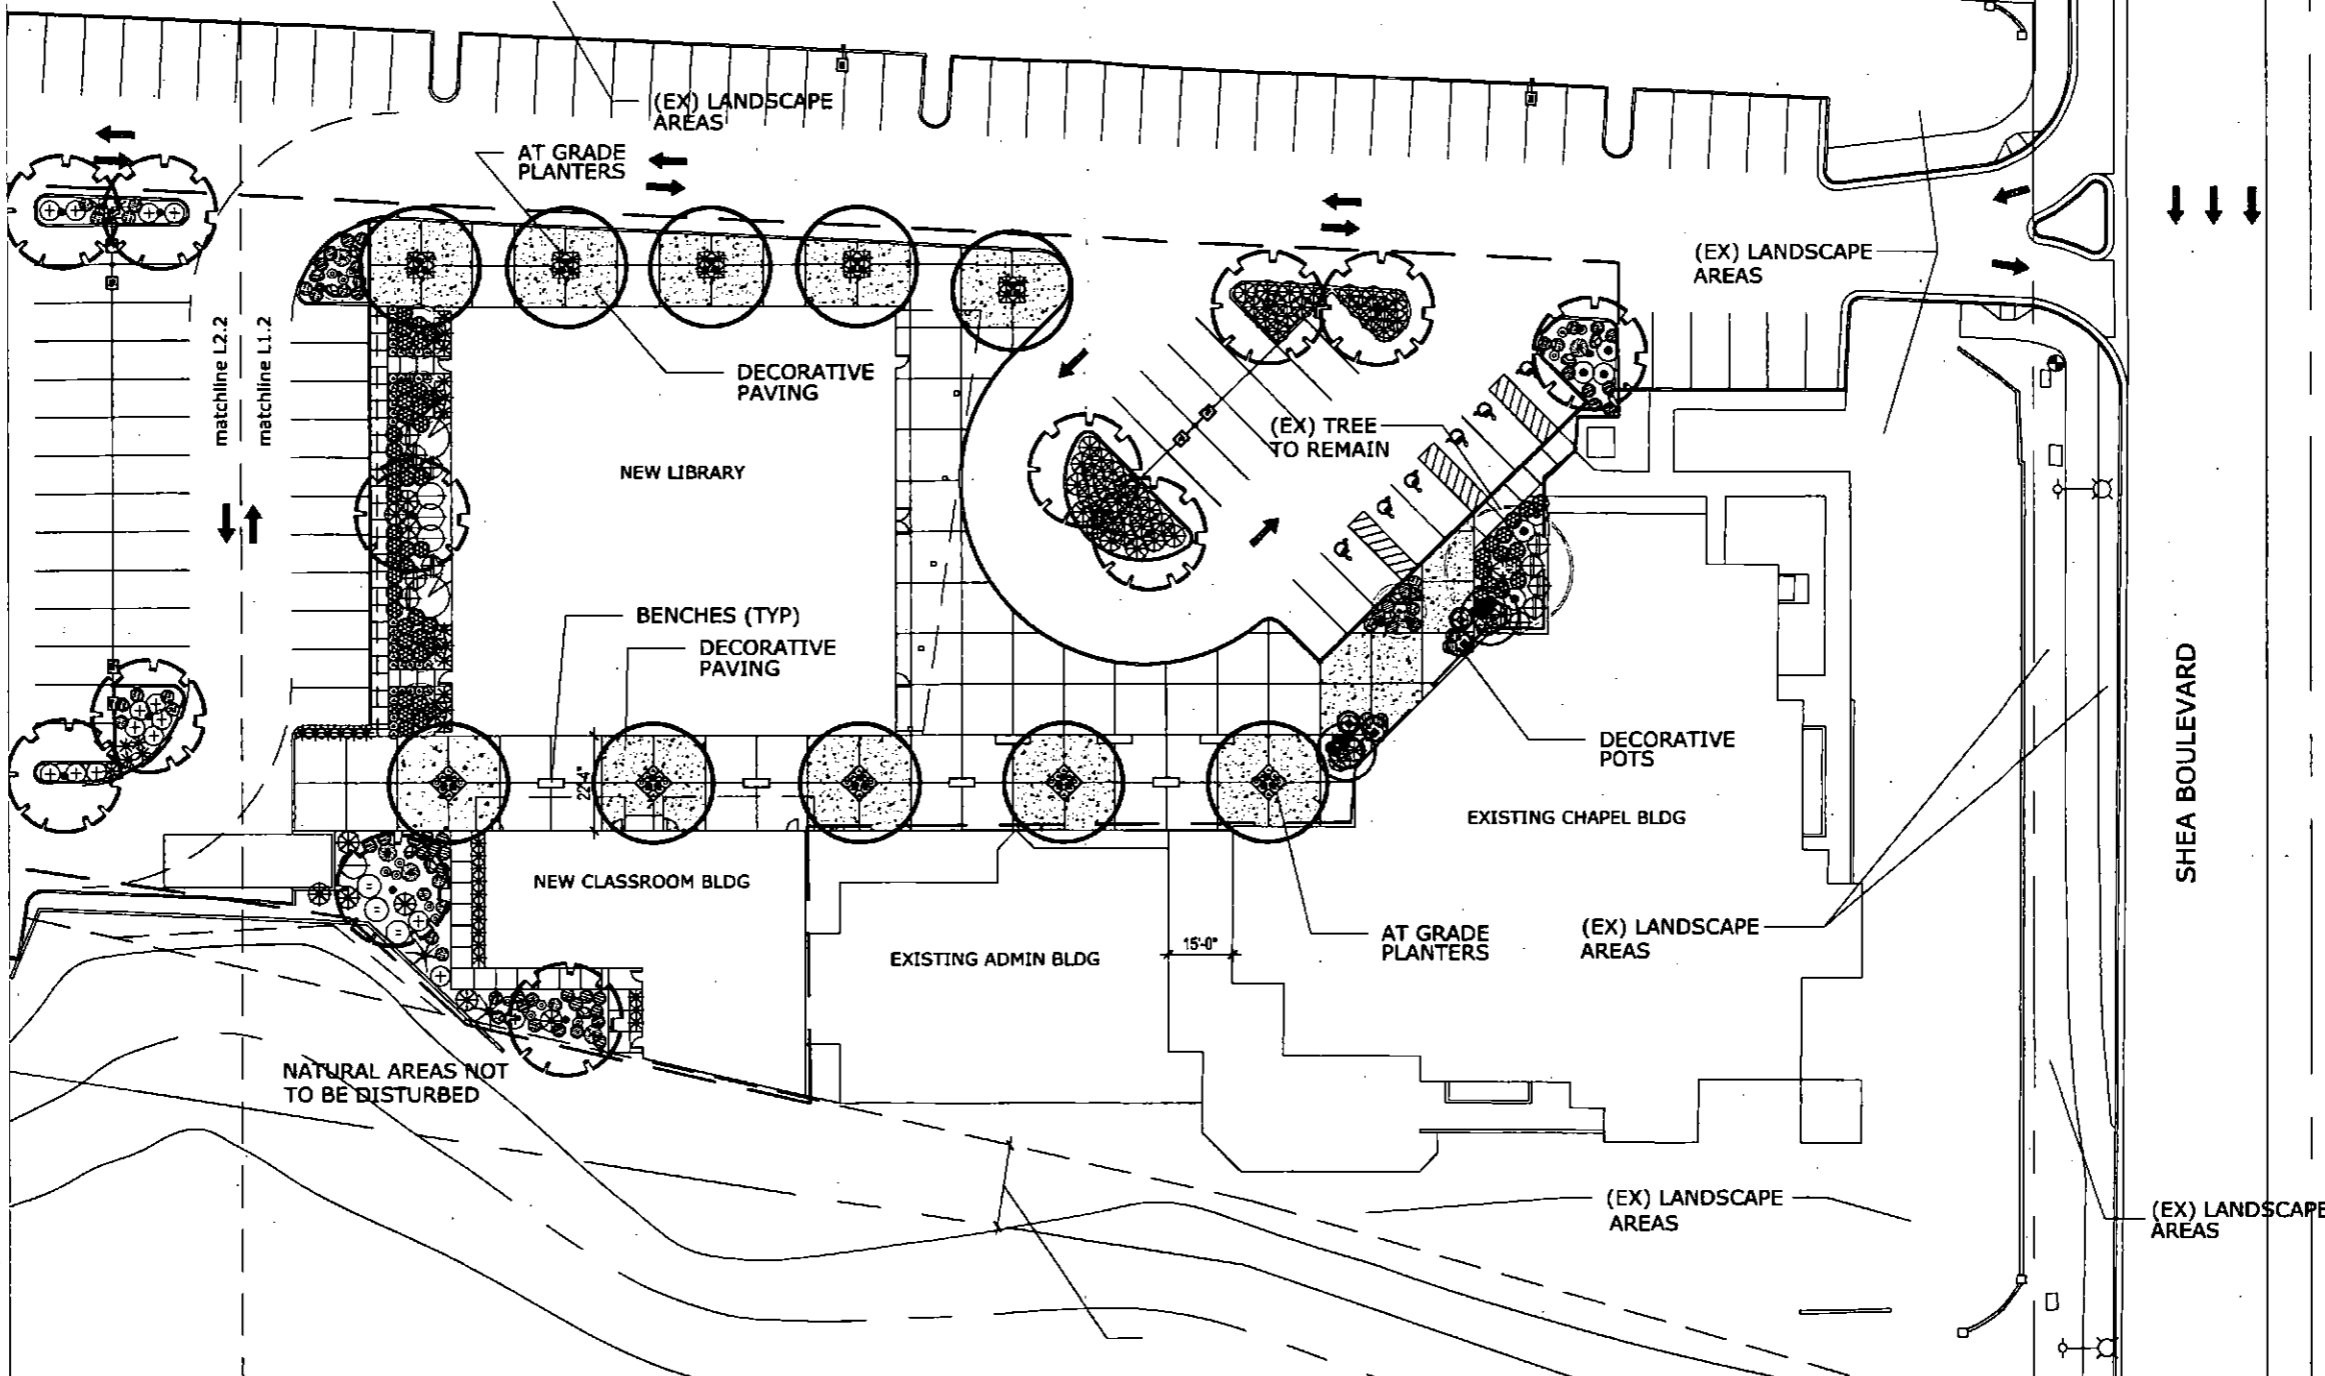 (EX) LANDSCAPE
AREAS
AT GRADE
PLANTERS
(EX) LANDSCAPE
AREAS
matchline L2.2
matchline L1.2
DECORATIVE
PAVING
(EX) TREE
TO REMAIN
NEW LIBRARY
BENCHES (TYP)
DECORATIVE
PAVING
22'-4"
DECORATIVE
POTS
SHEA BOULEVARD
EXISTING CHAPEL BLDG
NEW CLASSROOM BLDG
AT GRADE
PLANTERS
(EX) LANDSCAPE
AREAS
15'-0"
EXISTING ADMIN BLDG
NATURAL AREAS NOT
TO BE DISTURBED
(EX) LANDSCAPE
AREAS
(EX) LANDSCAPE
AREAS